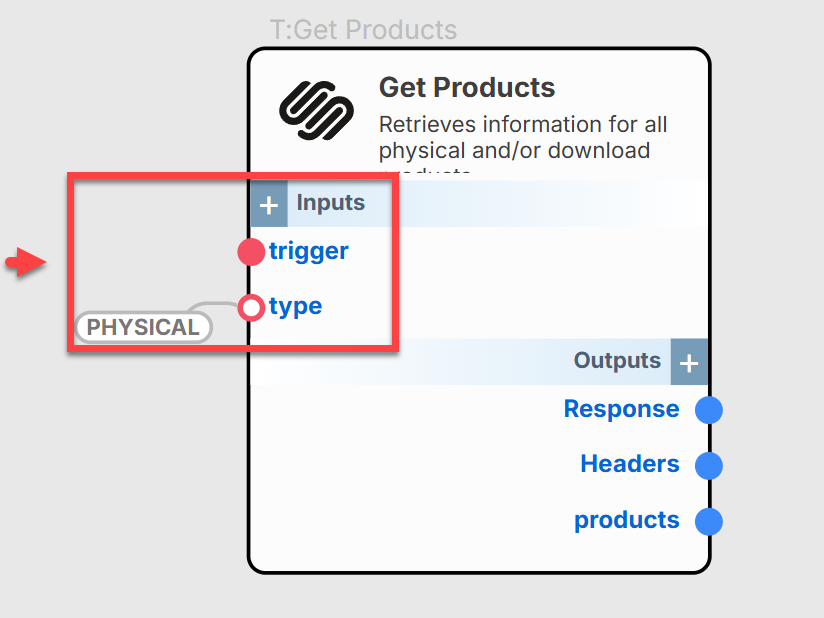 T:Get Products
Get Products
Retrieves information for all
physical and/or download
+ Inputs
trigger
type
PHYSICAL
Outputs +
Response
Headers
products